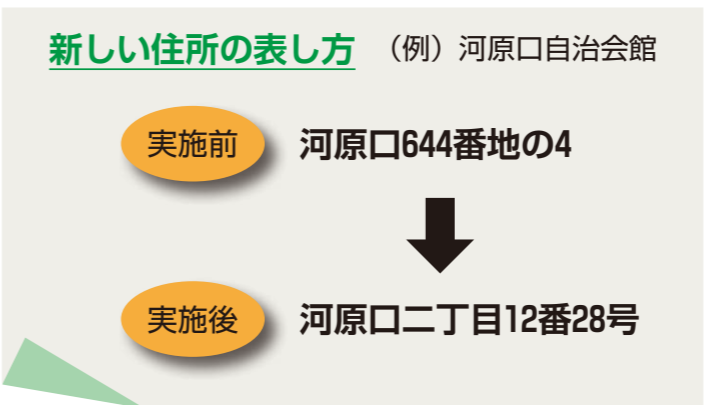 新しい住所の表し方 （例）河原口自治会館
実施前 河原口644番地の4
実施後 河原口二丁目12番28号